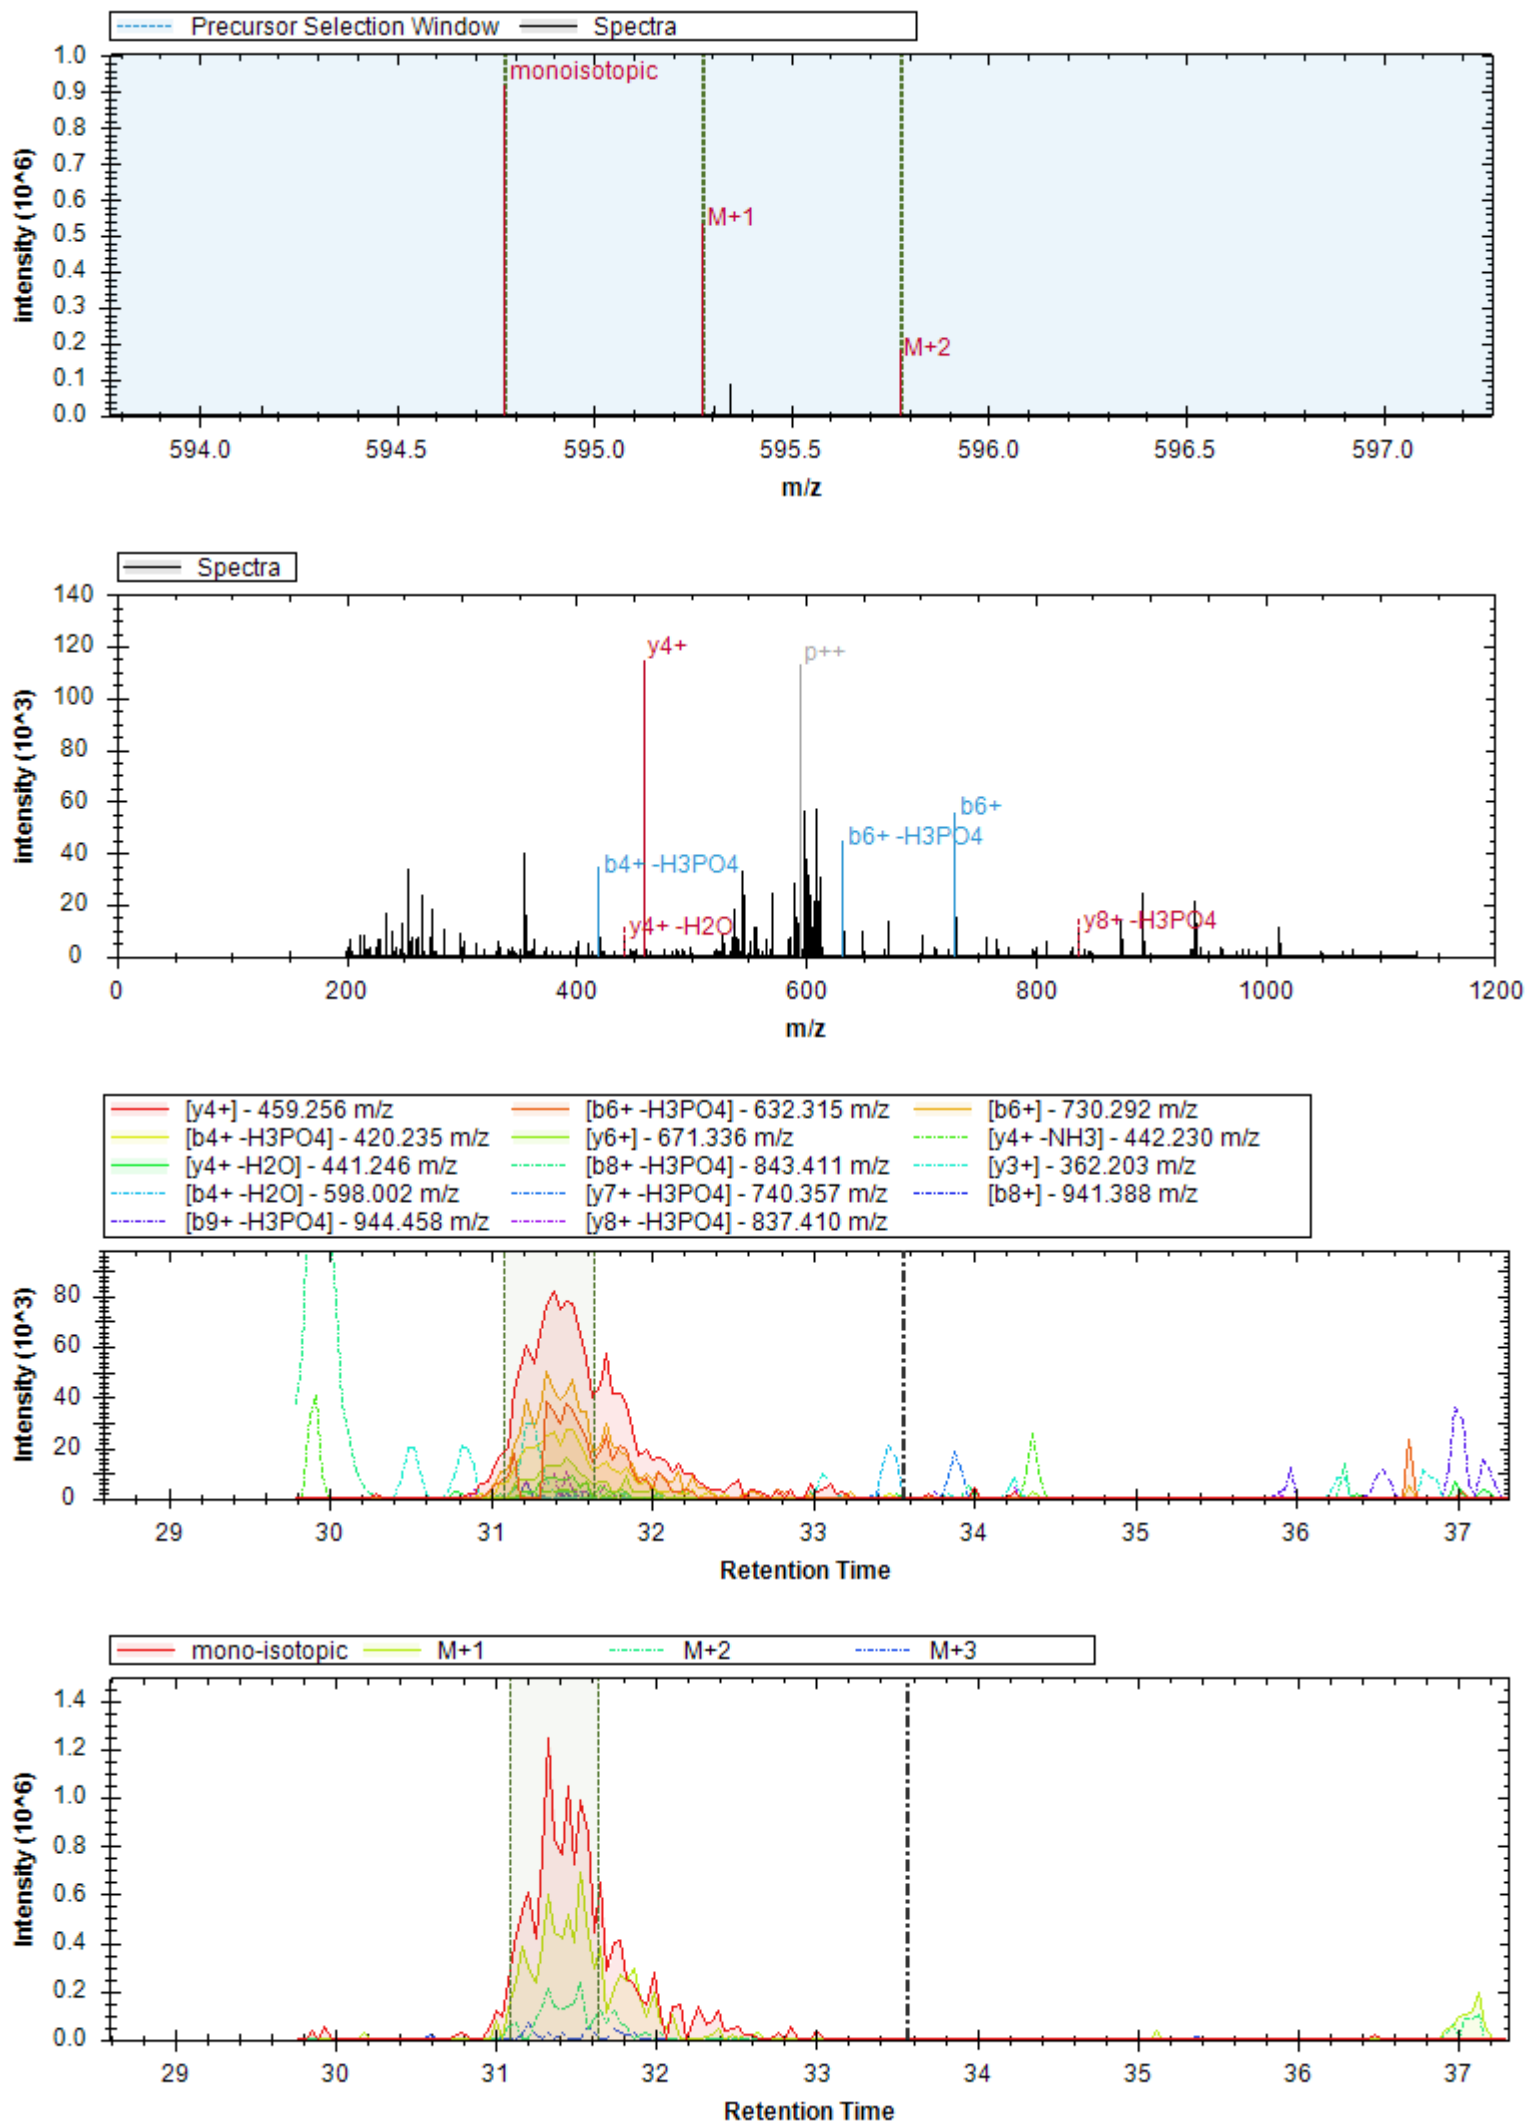 Precursor Selection Window Spectra
1.0
0.9
0.8
0.7
0.6
0.5
0.4
0.3
0.2
0.1
0.0
intensity (10^6)
monoisotopic
M+1
M+2
594.0 594.5 595.0 595.5 596.0 596.5 597.0
m/z
Spectra
140
120
100
80
60
40
20
0
intensity (10^3)
y4+
p++
b6+
b6+ -H3PO4
b4+ -H3PO4
y4+ -H2O
y8+ -H3PO4
0 200 400 600 800 1000 1200
m/z
[y4+] - 459.256 m/z [b6+ -H3PO4] - 632.315 m/z [b6+] - 730.292 m/z
[b4+ -H3PO4] - 420.235 m/z [y6+] - 671.336 m/z [y4+ -NH3] - 442.230 m/z
[y4+ -H2O] - 441.246 m/z [b8+ -H3PO4] - 843.411 m/z [y3+] - 362.203 m/z
[b4+ -H2O] - 598.002 m/z [y7+ -H3PO4] - 740.357 m/z [b8+] - 941.388 m/z
[b9+ -H3PO4] - 944.458 m/z [y8+ -H3PO4] - 837.410 m/z
80
60
40
20
0
Intensity (10^3)
29 30 31 32 33 34 35 36 37
Retention Time
mono-isotopic M+1 M+2 M+3
1.4
1.2
1.0
0.8
0.6
0.4
0.2
0.0
Intensity (10^6)
29 30 31 32 33 34 35 36 37
Retention Time